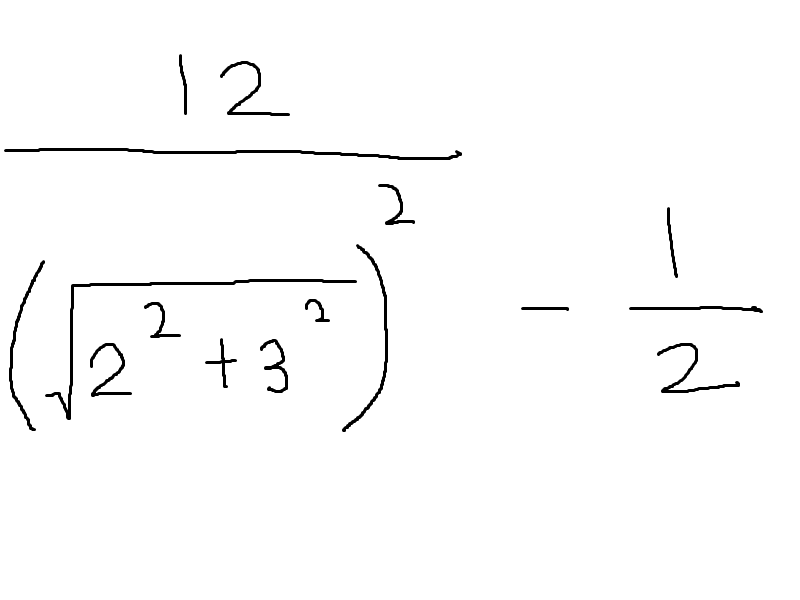 12 / (√(2² + 3²))² - 1/2